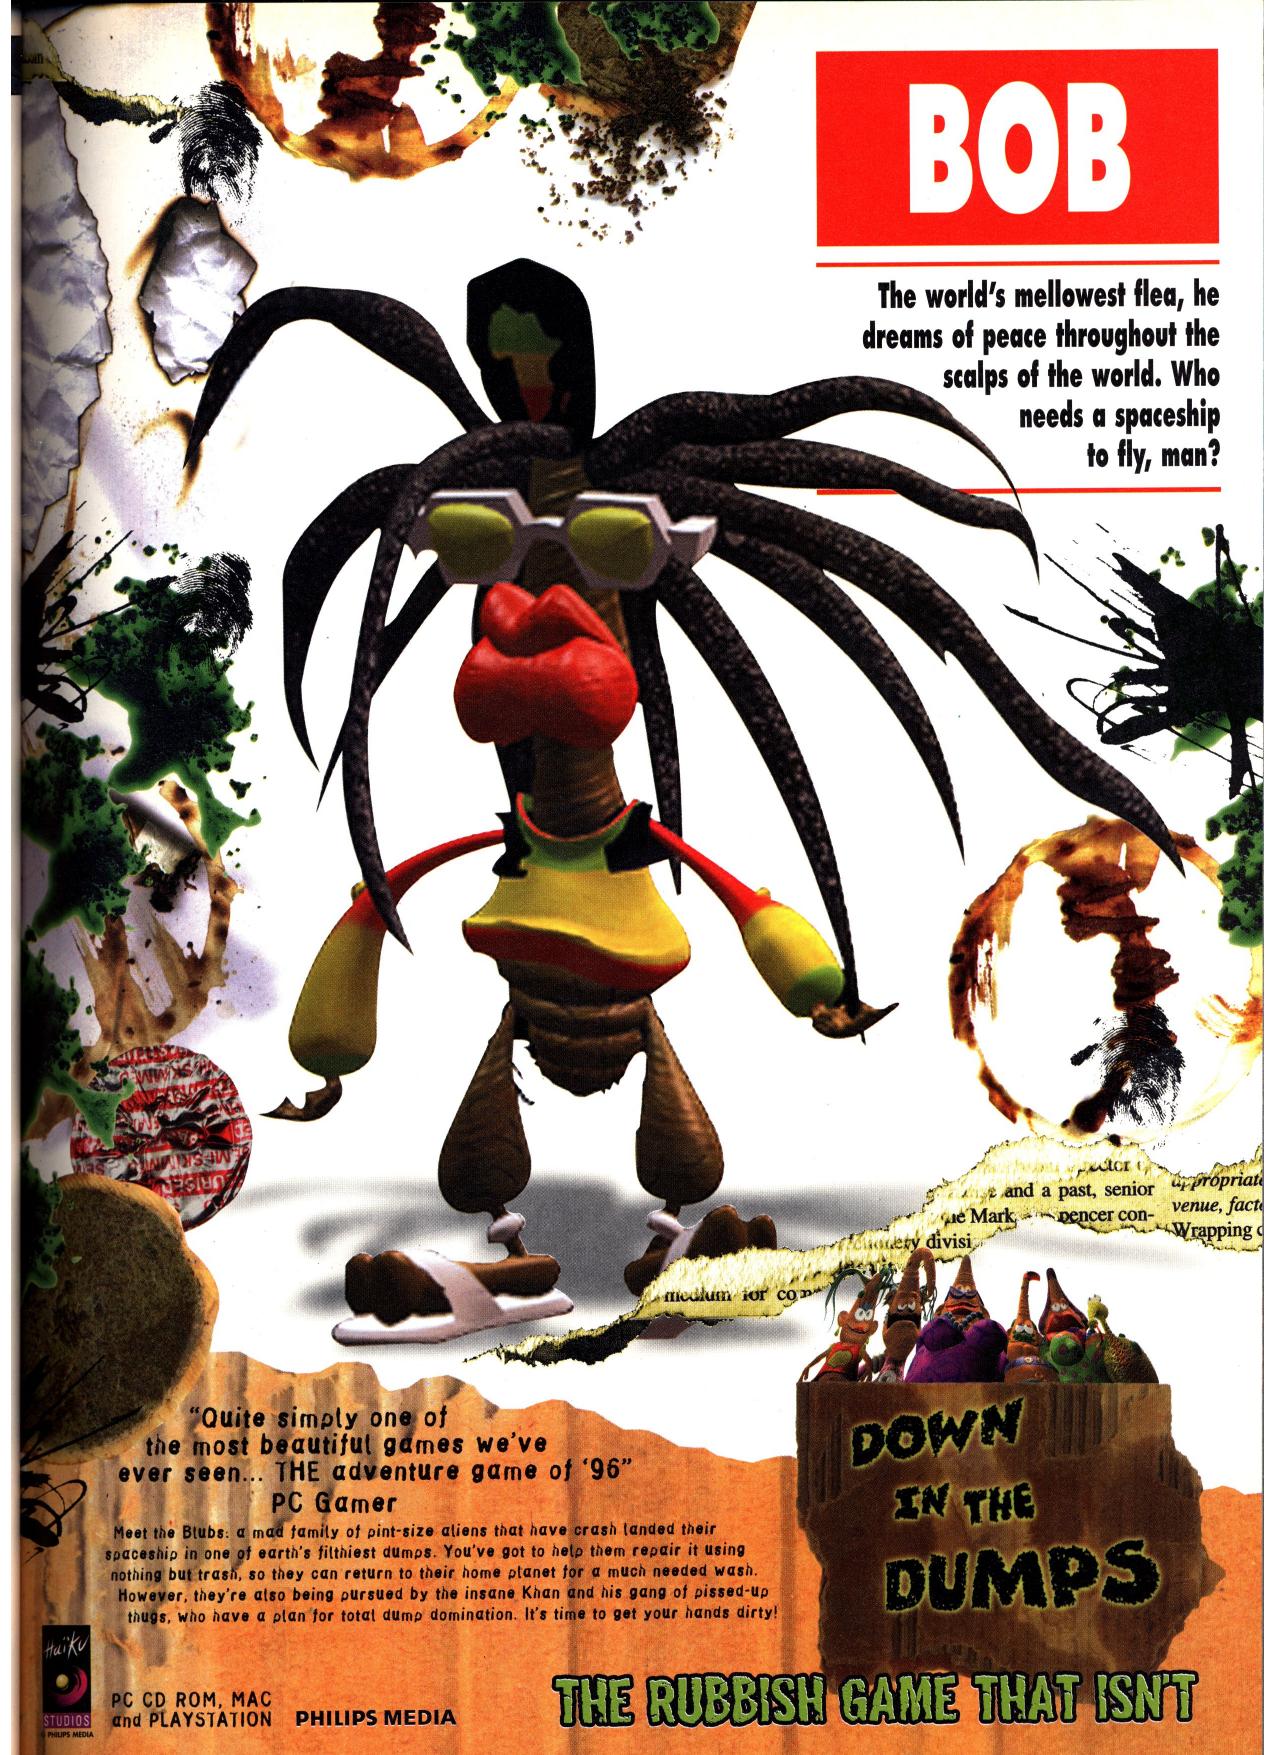 BOB
The world's mellowest flea, he
dreams of peace throughout the
scalps of the world. Who
needs a spaceship
to fly, man?
and a past, senior
appropriate
venue, fact
Wrapping
medium for
"Quite simply one of
the most beautiful games we've
ever seen... THE adventure game of '96"
PC Gamer
Meet the Blubs: a mad family of pint-size aliens that have crash landed their
spaceship in one of earth's filthiest dumps. You've got to help them repair it using
nothing but trash, so they can return to their home planet for a much needed wash.
However, they're also being pursued by the insane Khan and his gang of pissed-up
thugs, who have a plan for total dump domination. It's time to get your hands dirty!
DOWN
IN THE
DUMPS
Haïku
STUDIOS
PHILIPS MEDIA
PC CD ROM, MAC
and PLAYSTATION
PHILIPS MEDIA
THE RUBBISH GAME THAT ISN'T